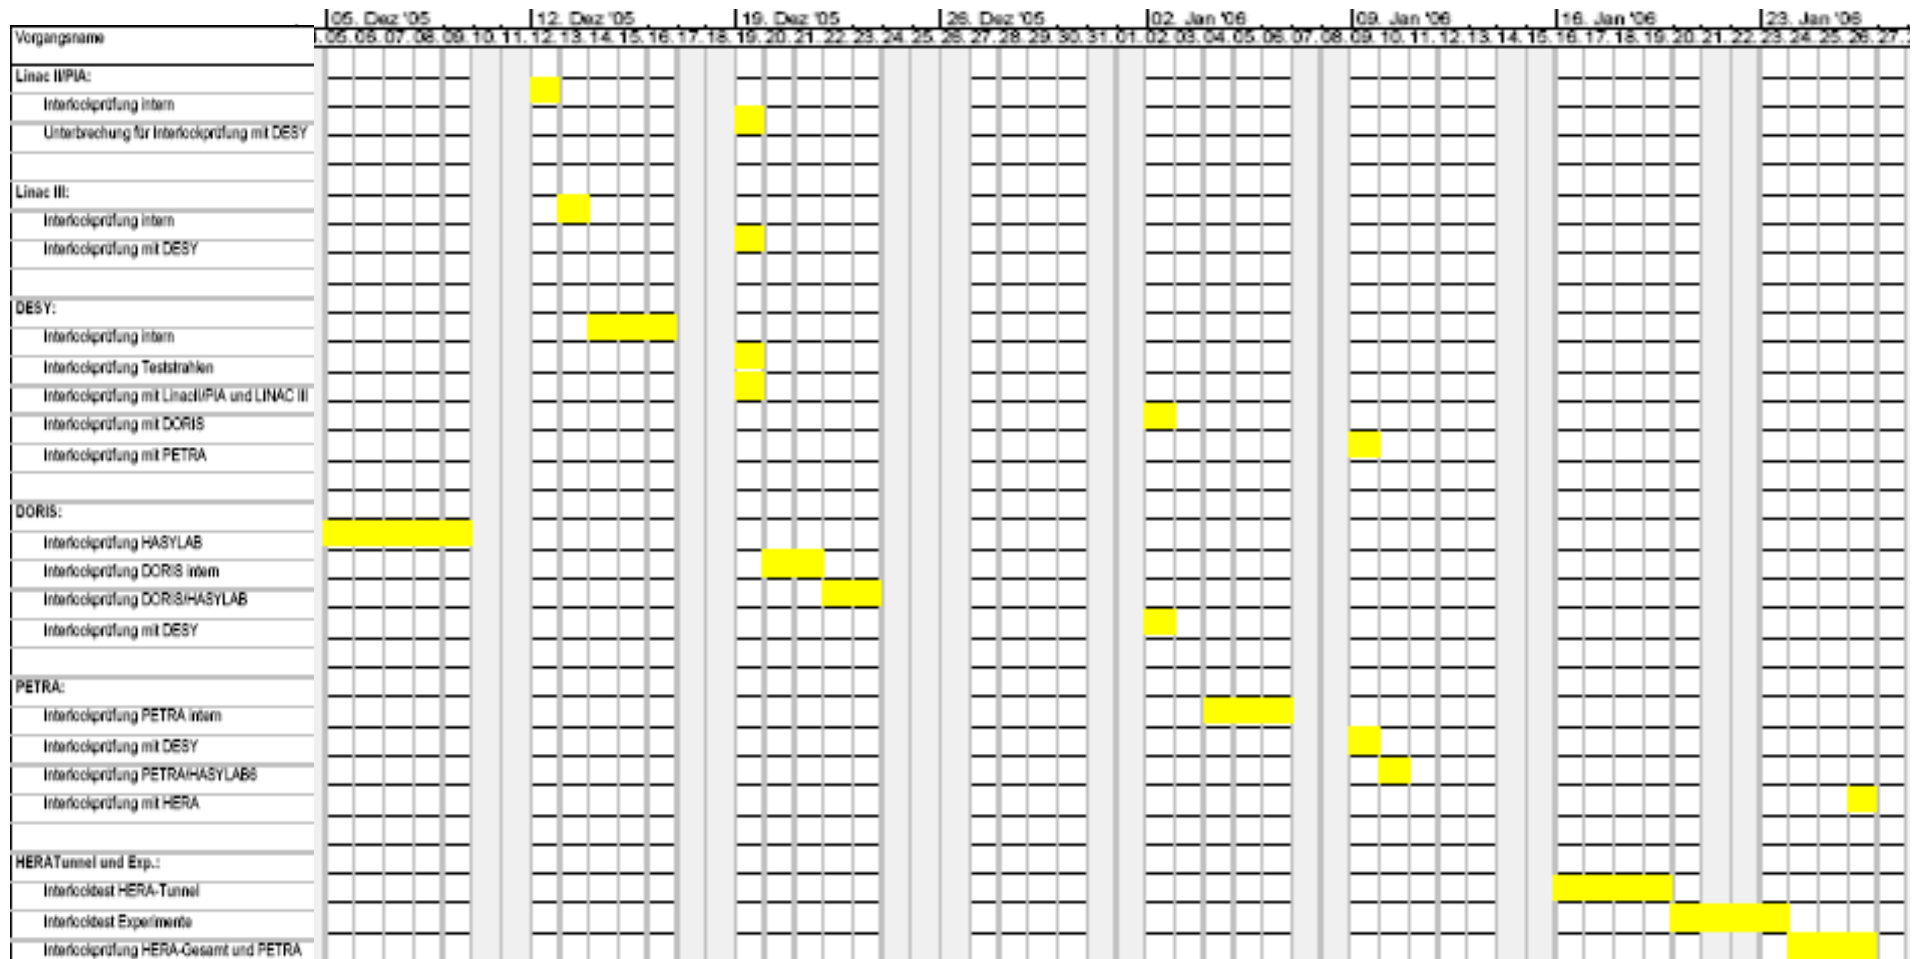 05. Dez '05 12. Dez '05 19. Dez '05 26. Dez '05 02. Jan '06 09. Jan '06 16. Jan '06 23. Jan '06
Vorgangsname 05. 06. 07. 08. 09. 10. 11. 12. 13. 14. 15. 16. 17. 18. 19. 20. 21. 22. 23. 24. 25. 26. 27. 28. 29. 30. 31. 01. 02. 03. 04. 05. 06. 07. 08. 09. 10. 11. 12. 13. 14. 15. 16. 17. 18. 19. 20. 21. 22. 23. 24. 25. 26. 27.
Linac II/PIA:
Interlockprüfung intern
Unterbrechung für Interlockprüfung mit DESY
Linac III:
Interlockprüfung intern
Interlockprüfung mit DESY
DESY:
Interlockprüfung intern
Interlockprüfung Teststrahlen
Interlockprüfung mit LinacII/PIA und LINAC III
Interlockprüfung mit DORIS
Interlockprüfung mit PETRA
DORIS:
Interlockprüfung HASYLAB
Interlockprüfung DORIS intern
Interlockprüfung DORIS/HASYLAB
Interlockprüfung mit DESY
PETRA:
Interlockprüfung PETRA intern
Interlockprüfung mit DESY
Interlockprüfung
Interlockprüfung mit HERA
HERATunnel und Exp.:
Interlocktest HERA-Tunnel
Interlocktest Experimente
Interlockprüfung HERA-Gesamt und PETRA